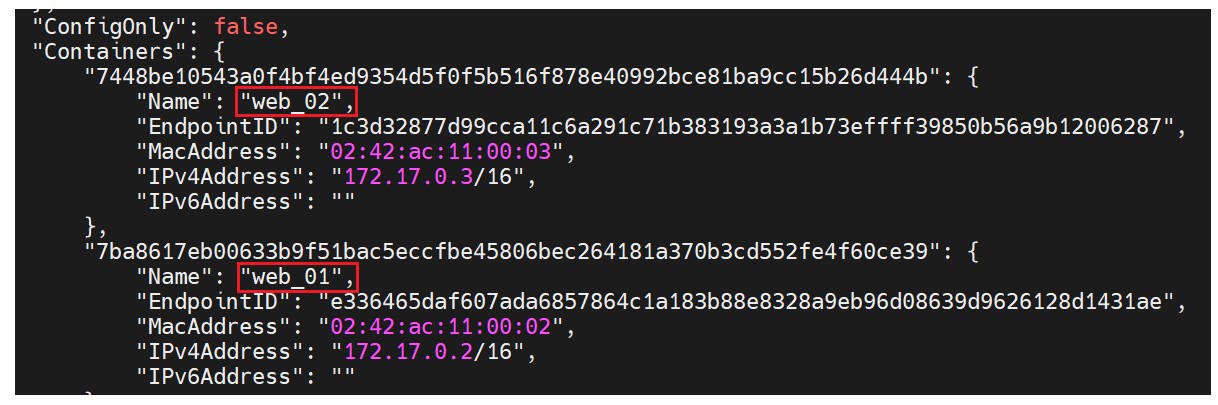 },
"ConfigOnly": false,
"Containers": {
"7448be10543a0f4bf4ed9354d5f0f5b516f878e40992bce81ba9cc15b26d444b": {
"Name": "web_02",
"EndpointID": "1c3d32877d99cca11c6a291c71b383193a3a1b73effff39850b56a9b12006287",
"MacAddress": "02:42:ac:11:00:03",
"IPv4Address": "172.17.0.3/16",
"IPv6Address": ""
},
"7ba8617eb00633b9f51bac5eccfbe45806bec264181a370b3cd552fe4f60ce39": {
"Name": "web_01",
"EndpointID": "e336465daf607ada6857864c1a183b88e8328a9eb96d08639d9626128d1431ae",
"MacAddress": "02:42:ac:11:00:02",
"IPv4Address": "172.17.0.2/16",
"IPv6Address": ""
}